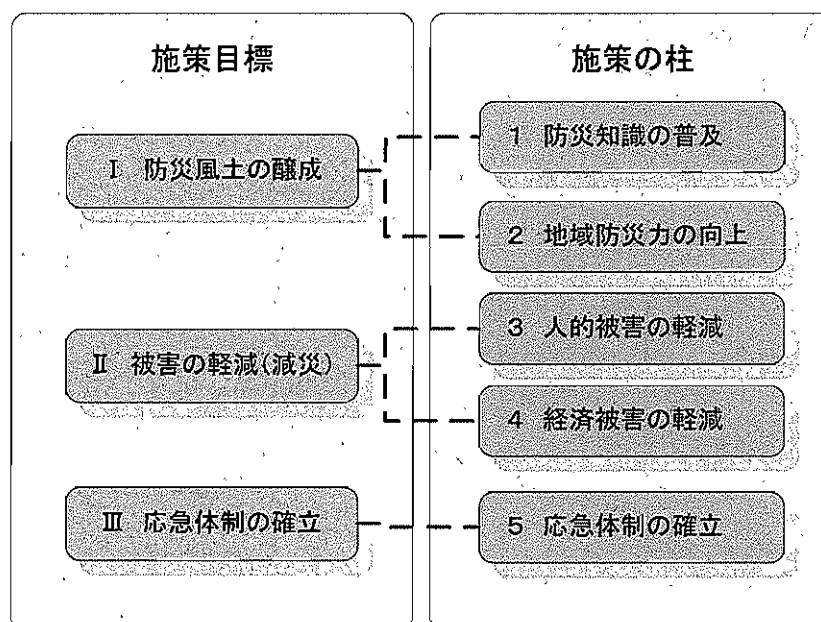 施策目標
Ⅰ 防災風土の醸成
Ⅱ 被害の軽減(減災)
Ⅲ 応急体制の確立
施策の柱
1 防災知識の普及
2 地域防災力の向上
3 人的被害の軽減
4 経済被害の軽減
5 応急体制の確立